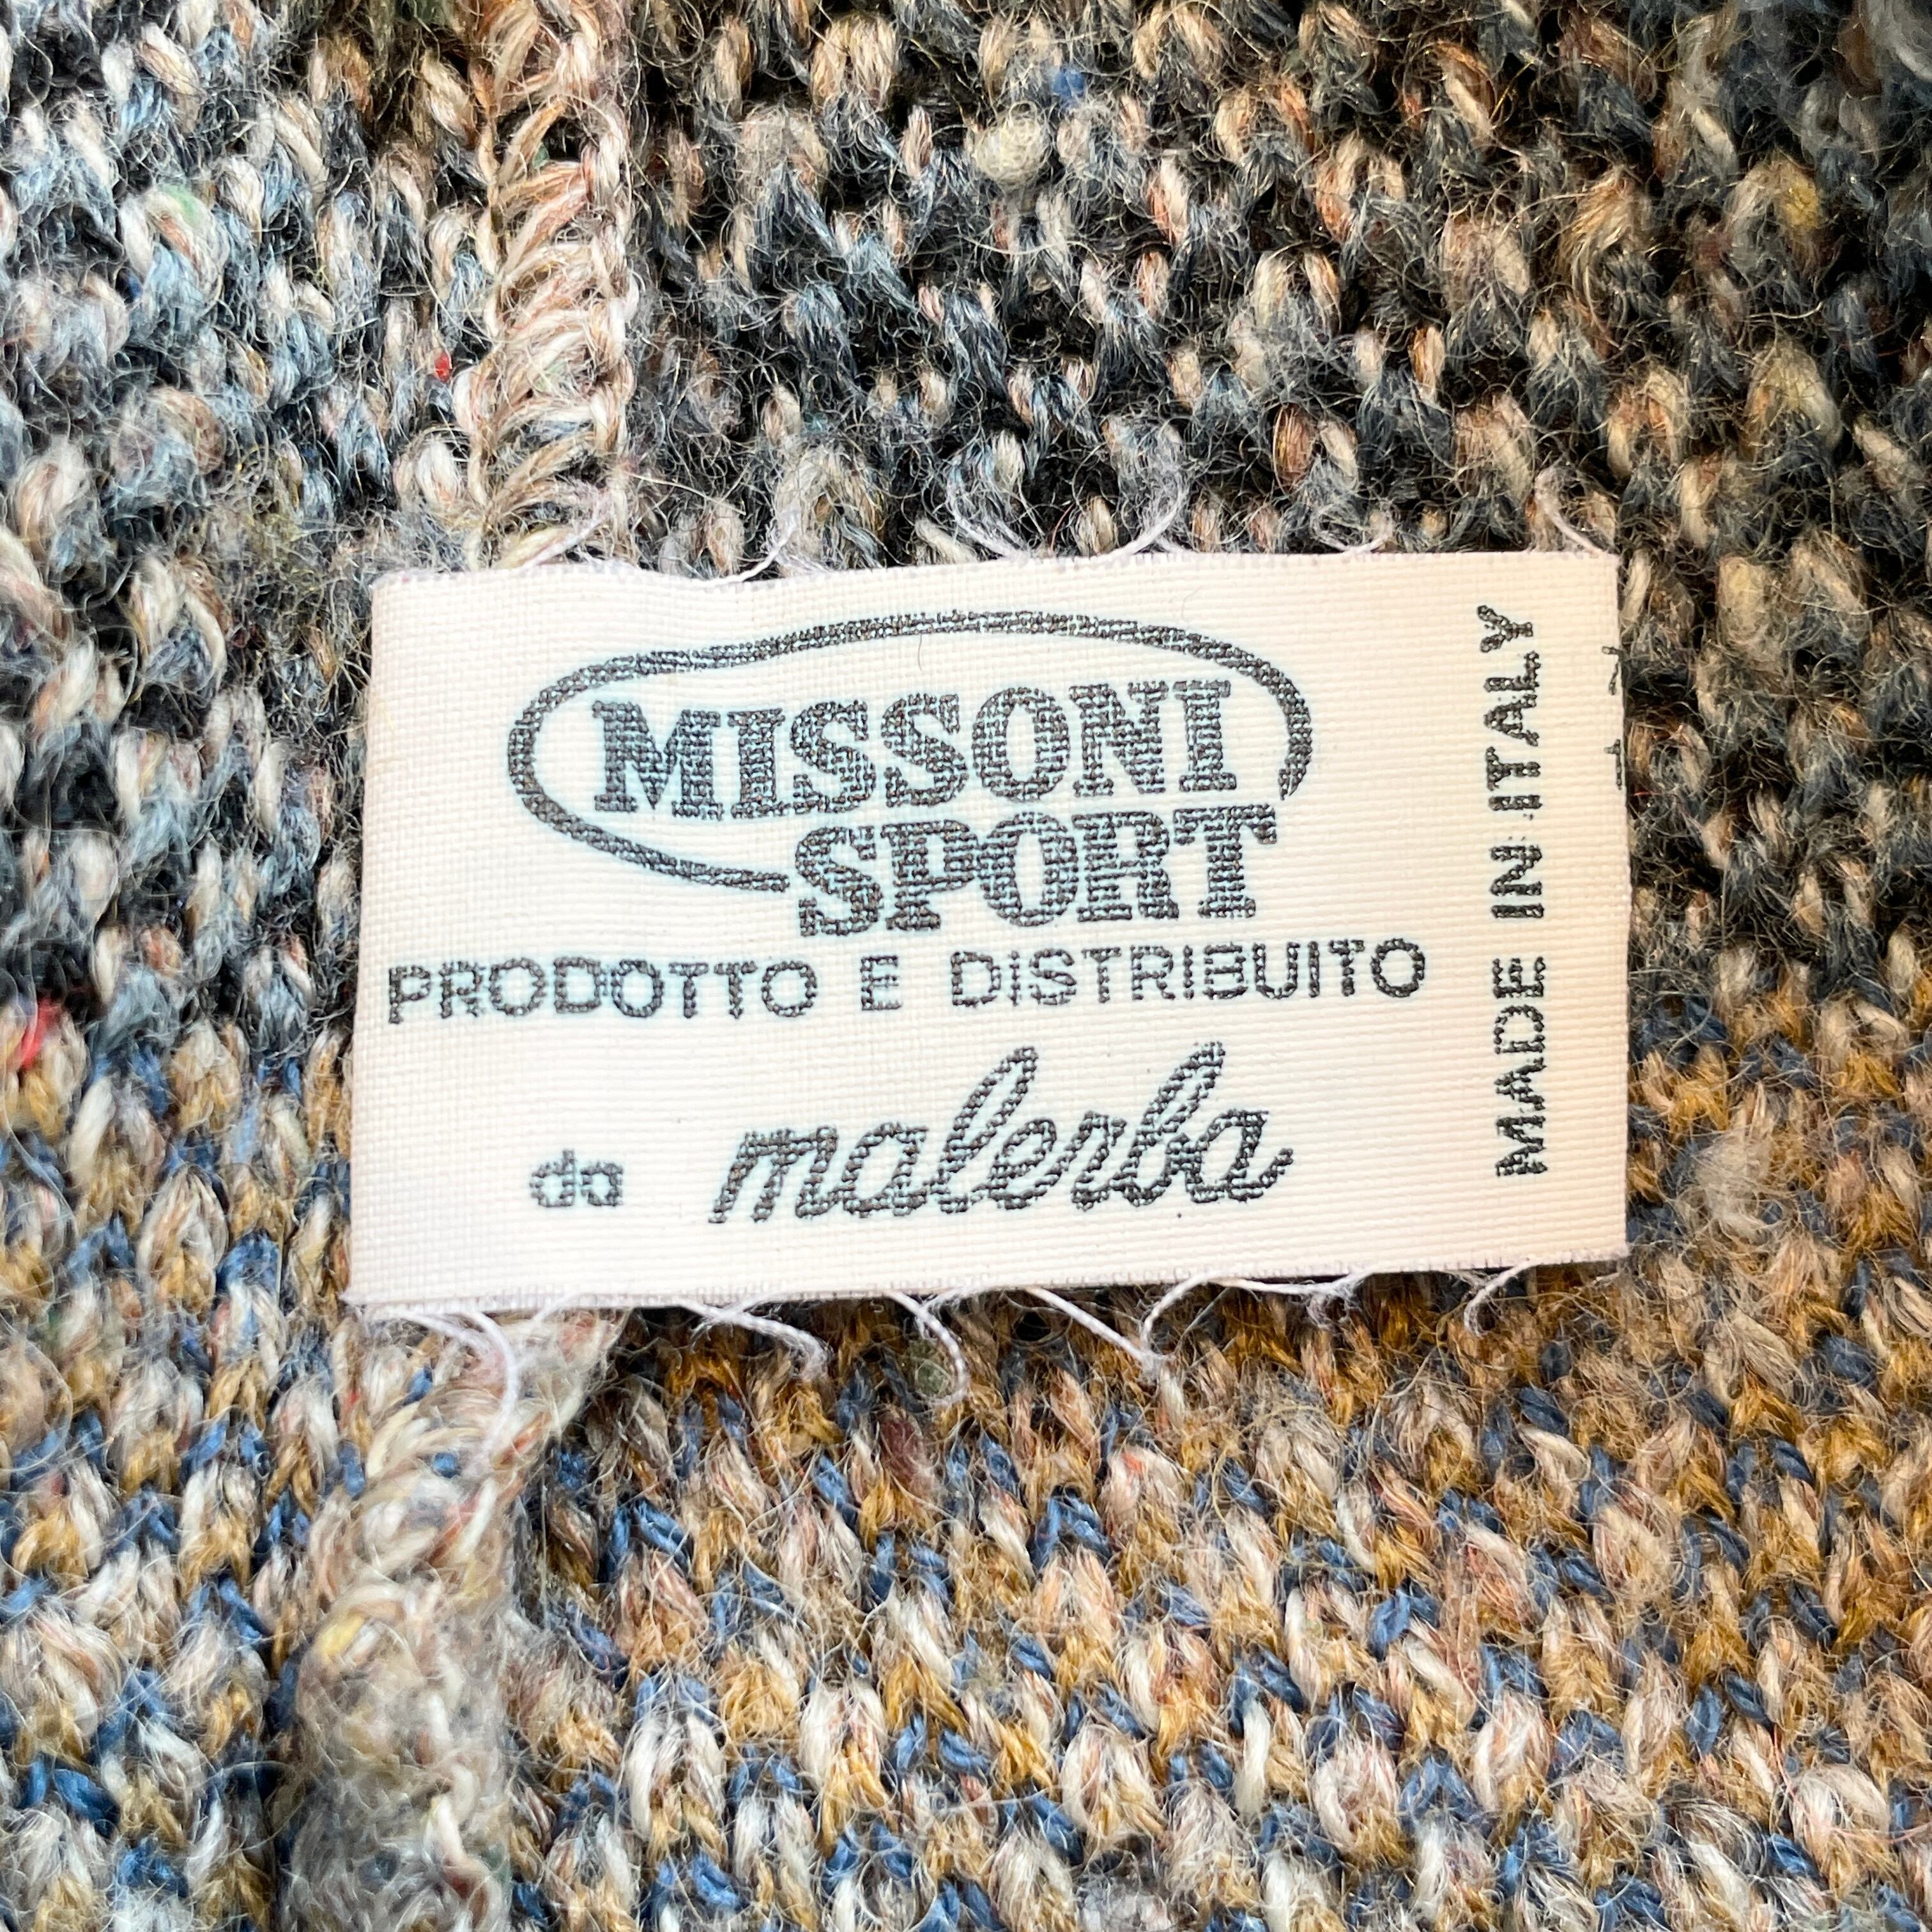 MISSONI
SPORT
PRODOTTO E DISTRIBUITO
da malerba
MADE IN ITALY